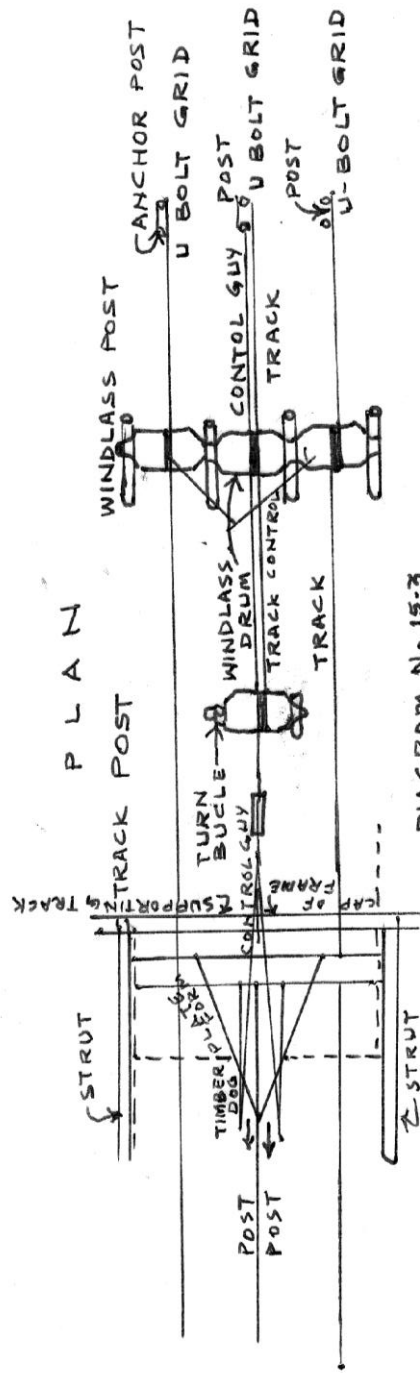 PLAN
STRUT
TRACK POST
WINDLASS POST
ANCHOR POST
U BOLT GRID
TURN
BUCLE
WINDLASS
DRUM
CONTOL GUY
POST
U BOLT GRID
TRACK
TRACK CONTROL
POST
U-BOLT GRID
TRACK
SUPPORTING TRACK
CAP OF
FRAME
CONTROL GUY
PLATE
FORM
TIMBER
DOG
POST
POST
STRUT
DIAGRAM No. 15.